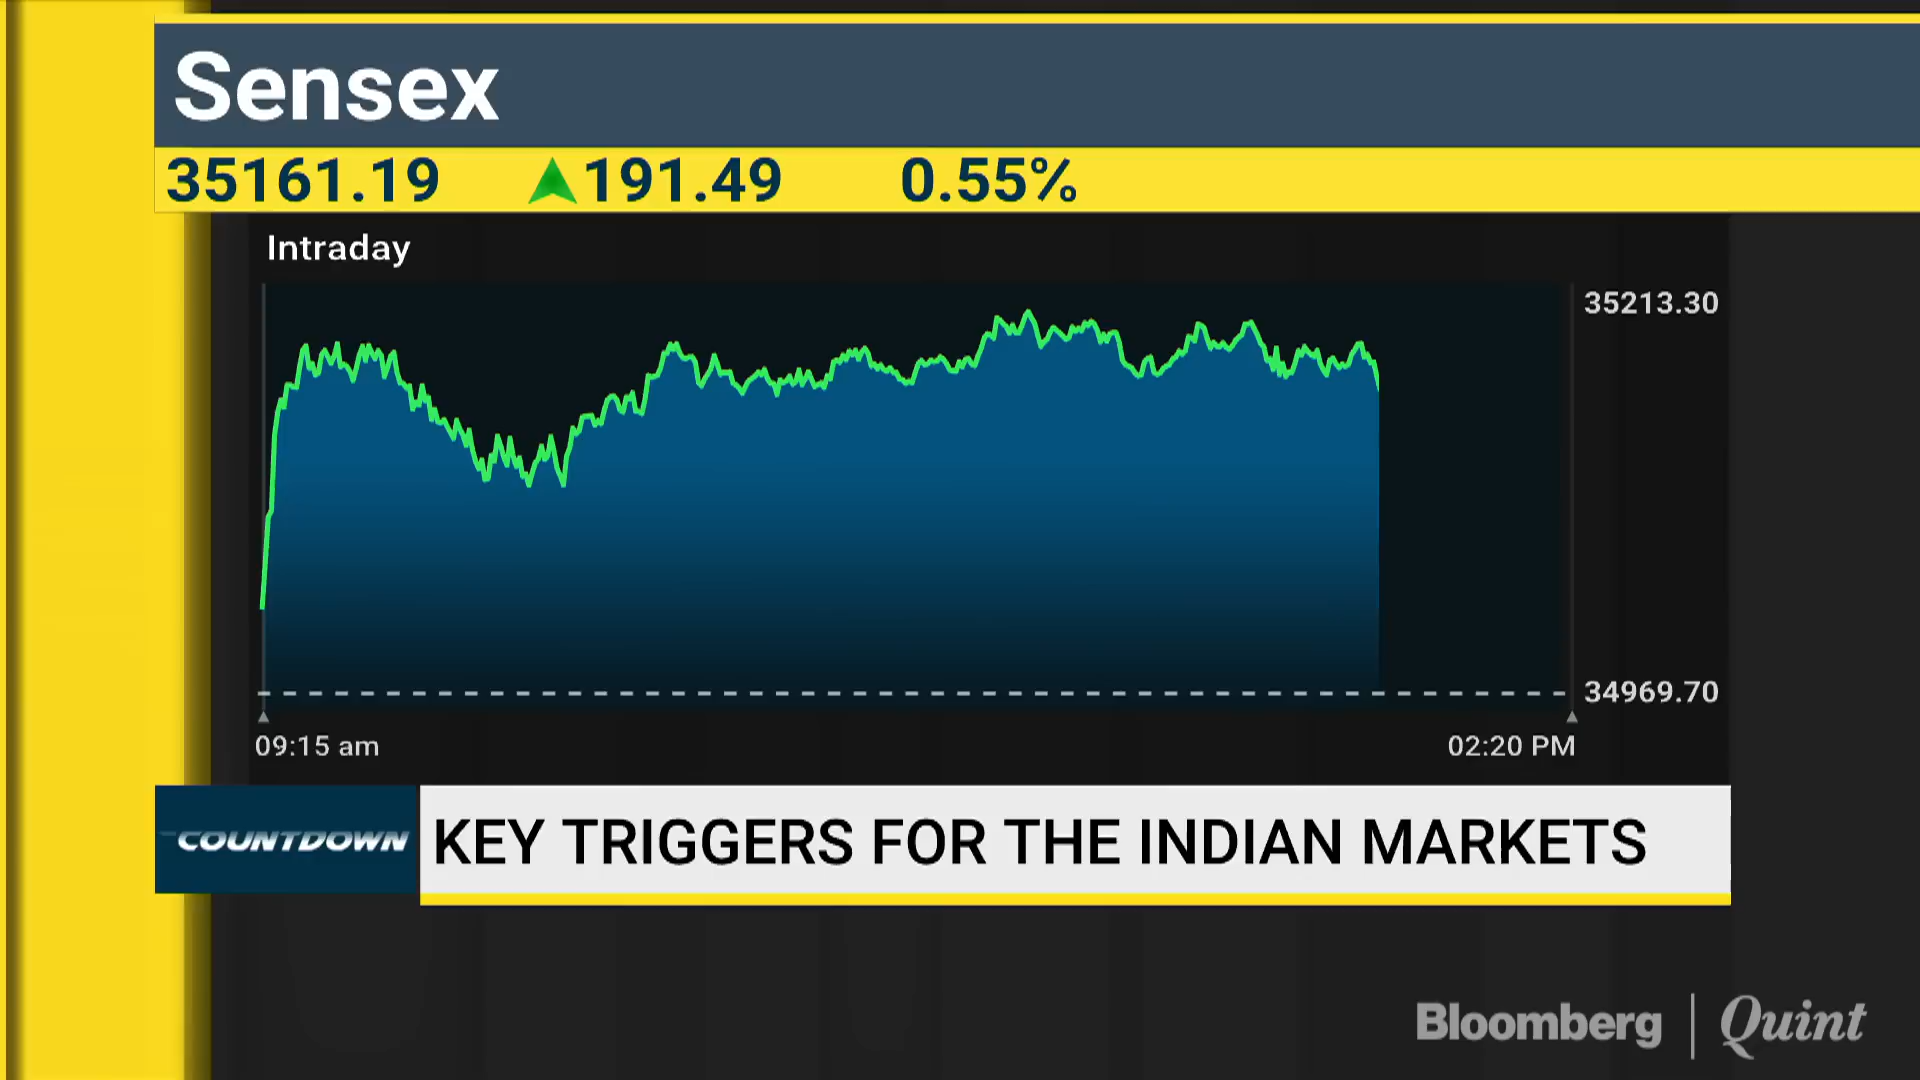 Sensex
35161.19 ▲191.49 0.55%
Intraday
35213.30
34969.70
09:15 am 02:20 PM
COUNTDOWN
KEY TRIGGERS FOR THE INDIAN MARKETS
Bloomberg | Quint